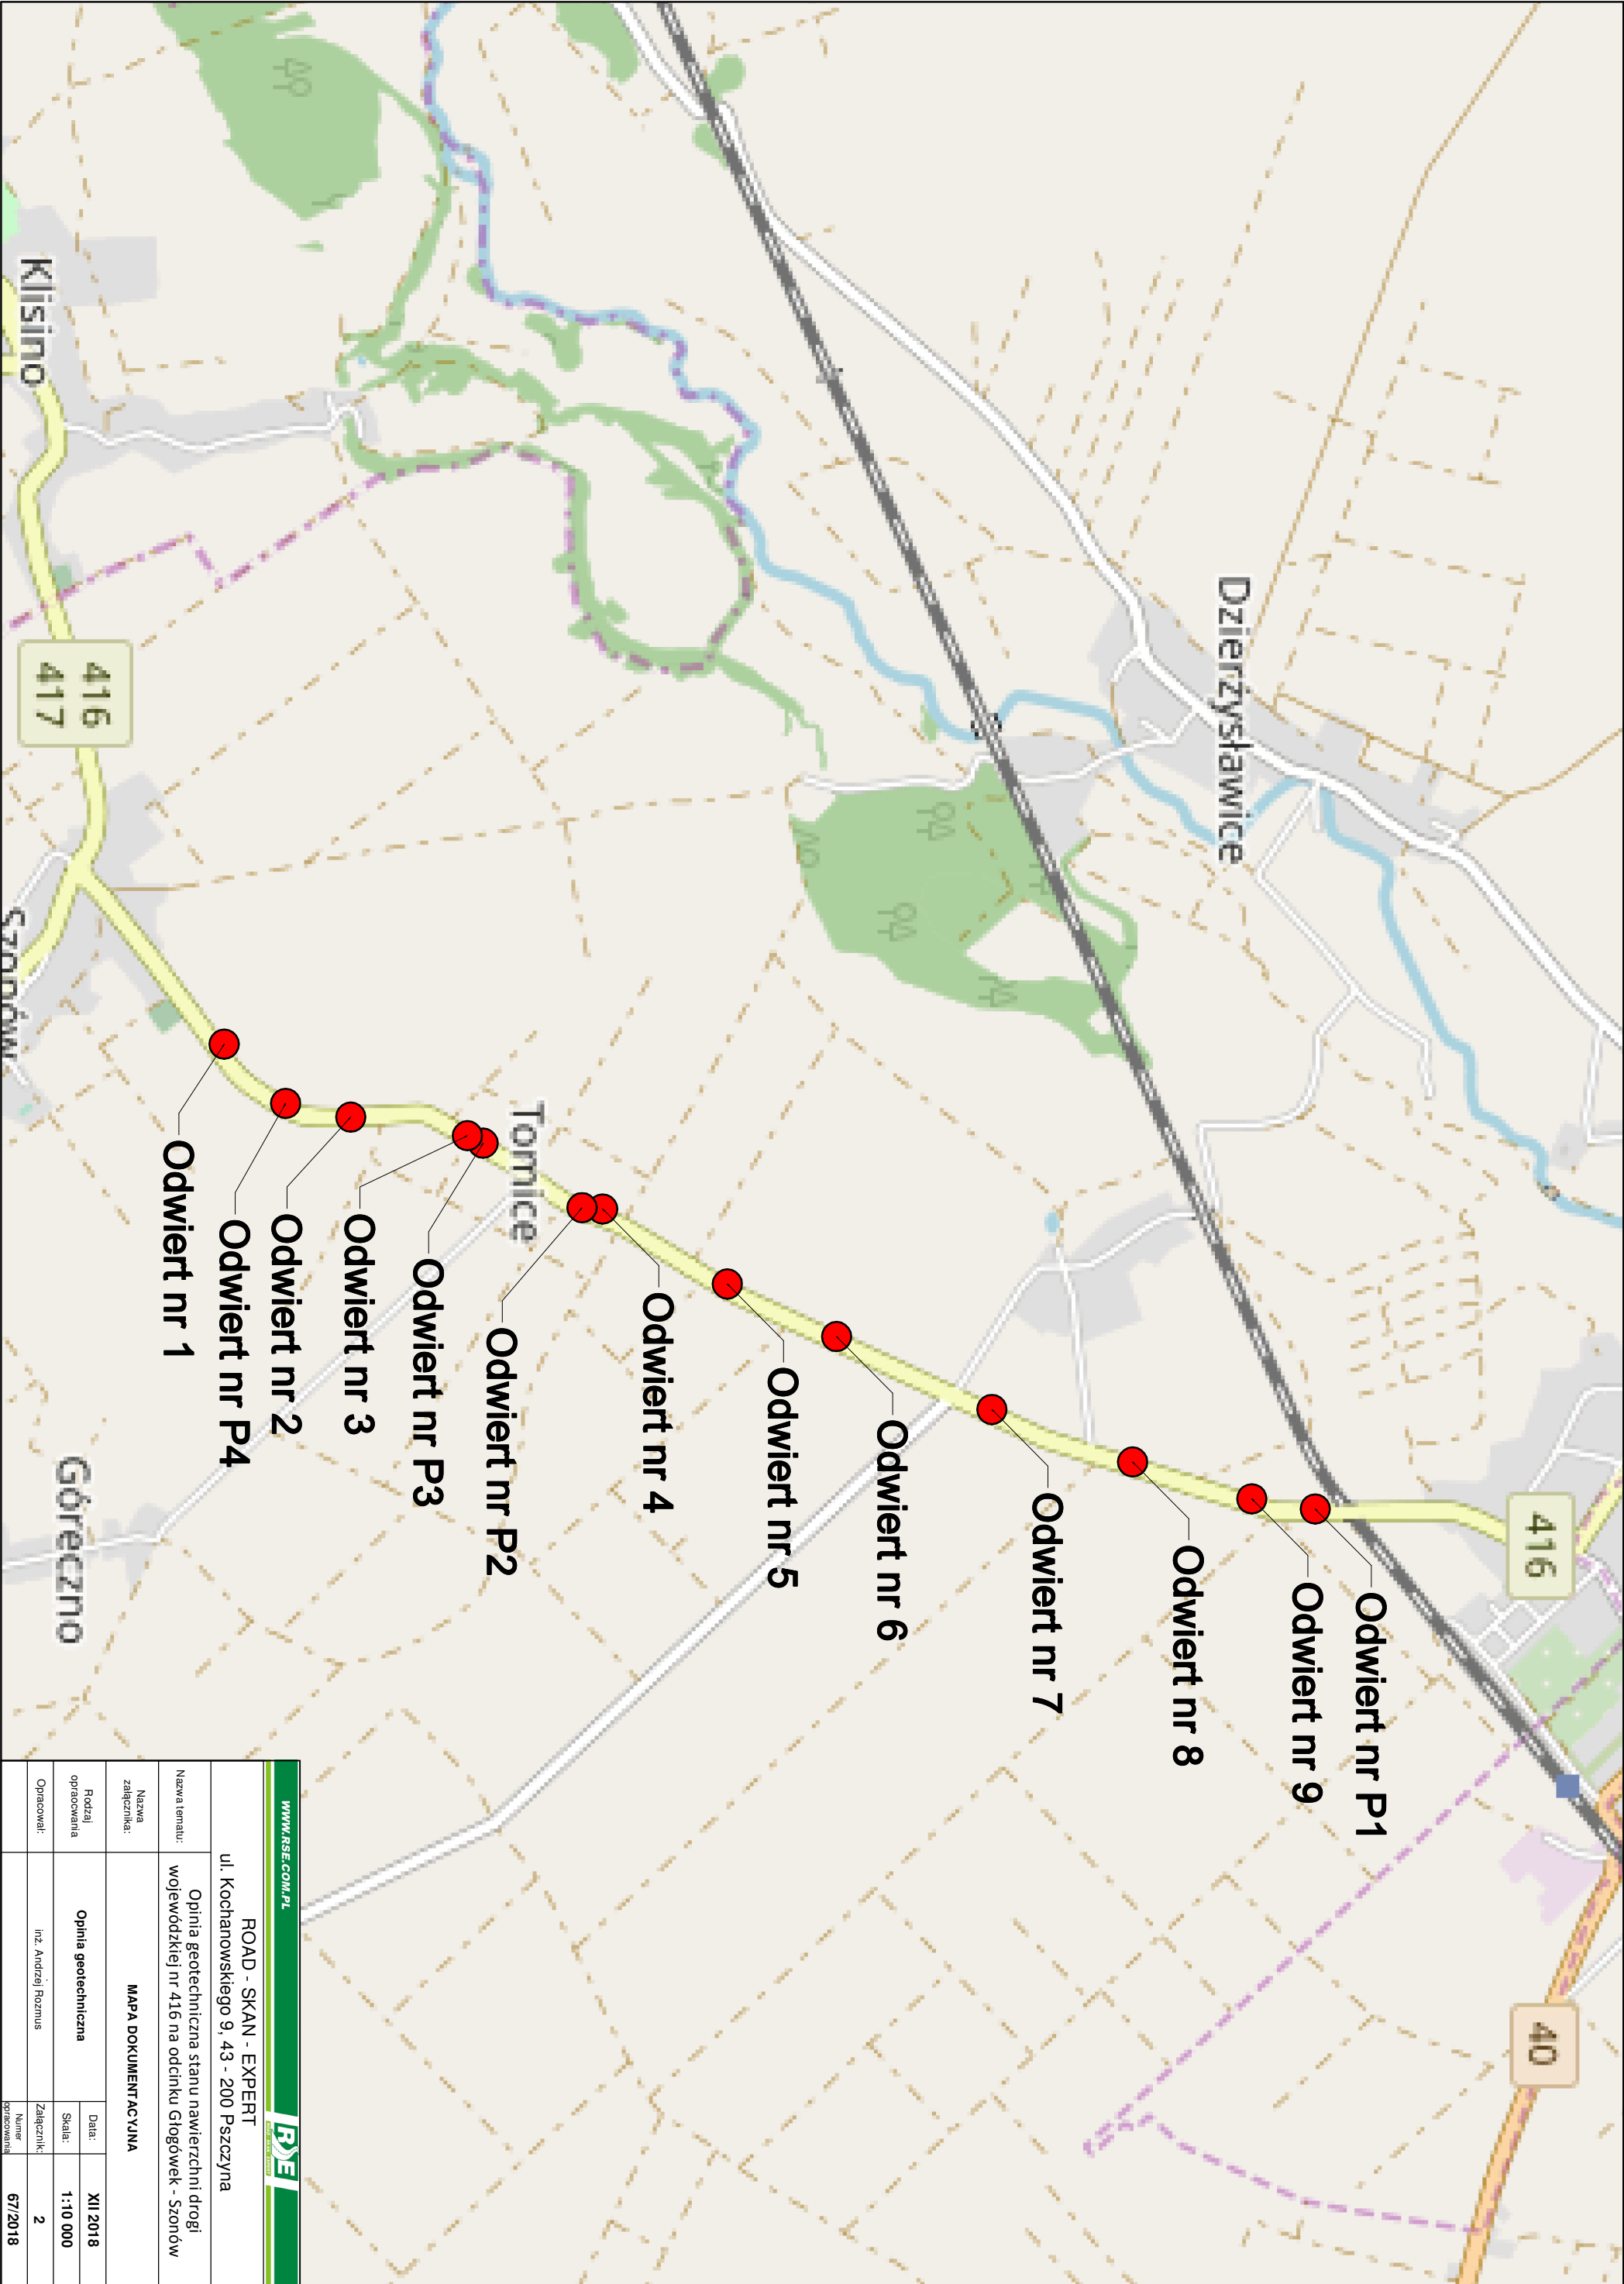 40
416
Odwiert nr P1
Odwiert nr 9
Dzierżysławice
Odwiert nr 8
Odwiert nr 7
Odwiert nr 6
Odwiert nr 5
Odwiert nr 4
Tomice
Odwiert nr P2
Odwiert nr P3
Odwiert nr 3
Odwiert nr 2
Odwiert nr P4
Odwiert nr 1
416
417
Klisino
Góreczno
Szonów
WWW.RSE.COM.PL
RSE
ROAD - SKAN - EXPERT
ul. Kochanowskiego 9, 43 - 200 Pszczyna
Nazwa tematu:
Opinia geotechniczna stanu nawierzchni drogi
wojewódzkiej nr 416 na odcinku Głogówek - Szonów
Nazwa
załącznika:
MAPA DOKUMENTACYJNA
Rodzaj
opraocwania
Opinia geotechniczna
Data:
XII 2018
Skala:
1:10 000
Opracował:
inż. Andrzej Rozmus
Załącznik:
2
Numer
opracowania
67/2018